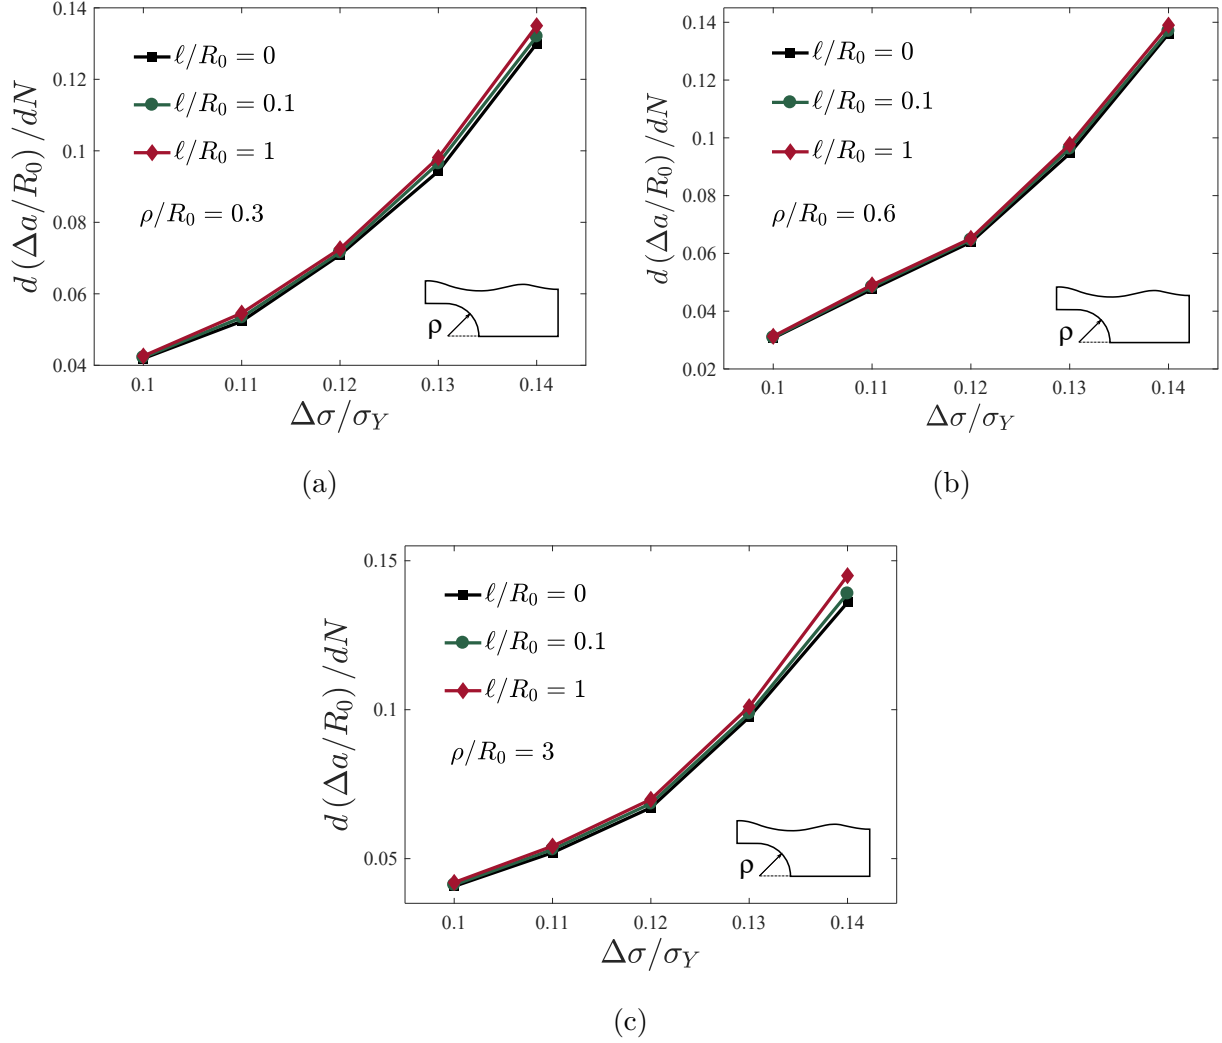 0.14
0.12
0.1
0.08
0.06
0.04
d (Δa/R₀) /dN
ℓ/R₀ = 0
ℓ/R₀ = 0.1
ℓ/R₀ = 1
ρ/R₀ = 0.3
ρ
0.1 0.11 0.12 0.13 0.14
Δσ/σ_Y
(a)
0.14
0.12
0.1
0.08
0.06
0.04
0.02
d (Δa/R₀) /dN
ℓ/R₀ = 0
ℓ/R₀ = 0.1
ℓ/R₀ = 1
ρ/R₀ = 0.6
ρ
0.1 0.11 0.12 0.13 0.14
Δσ/σ_Y
(b)
0.15
0.1
0.05
d (Δa/R₀) /dN
ℓ/R₀ = 0
ℓ/R₀ = 0.1
ℓ/R₀ = 1
ρ/R₀ = 3
ρ
0.1 0.11 0.12 0.13 0.14
Δσ/σ_Y
(c)